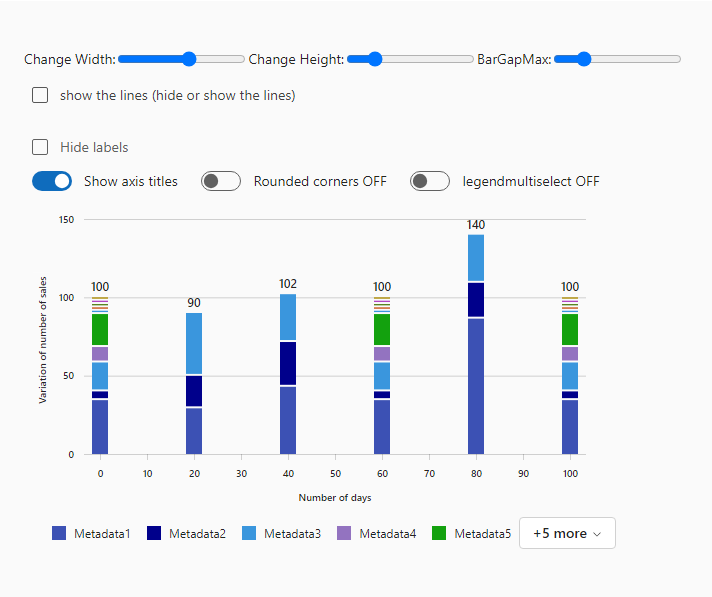 Change Width: Change Height: BarGapMax:
show the lines (hide or show the lines)
Hide labels
Show axis titles Rounded corners OFF legendmultiselect OFF
150
140
100 90 102 100 100
100
50
0
Variation of number of sales
0 10 20 30 40 50 60 70 80 90 100
Number of days
Metadata1 Metadata2 Metadata3 Metadata4 Metadata5 +5 more